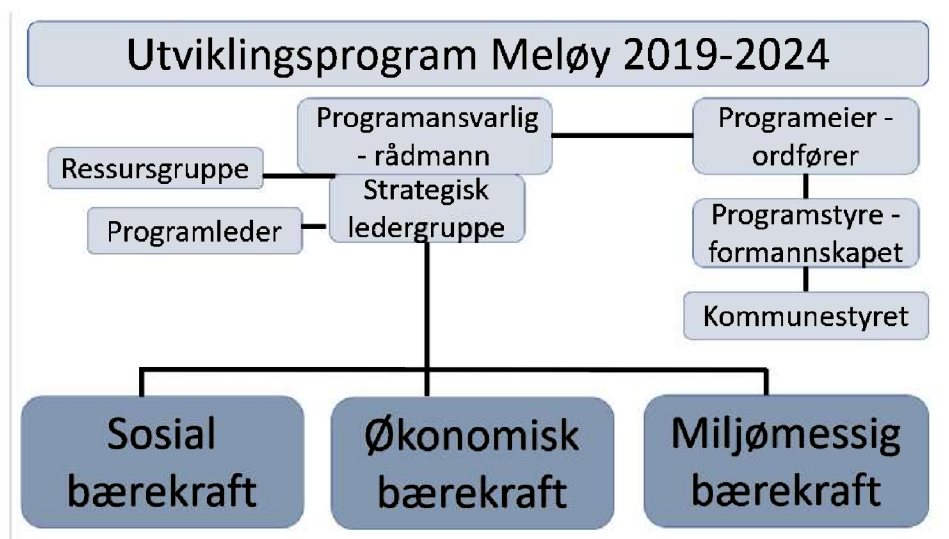 Utviklingsprogram Meløy 2019-2024
Programansvarlig
- rådmann
Programeier -
ordfører
Ressursgruppe
Strategisk
ledergruppe
Programleder
Programstyre -
formannskapet
Kommunestyret
Sosial
bærekraft
Økonomisk
bærekraft
Miljømessig
bærekraft